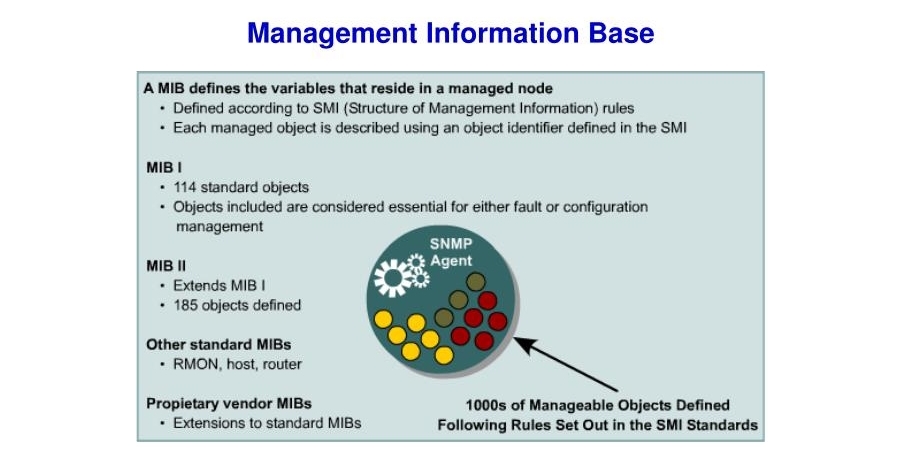 Management Information Base
A MIB defines the variables that reside in a managed node
• Defined according to SMI (Structure of Management Information) rules
• Each managed object is described using an object identifier defined in the SMI
MIB I
• 114 standard objects
• Objects included are considered essential for either fault or configuration
management
SNMP
Agent
MIB II
• Extends MIB I
• 185 objects defined
Other standard MIBs
• RMON, host, router
Propietary vendor MIBs
• Extensions to standard MIBs
1000s of Manageable Objects Defined
Following Rules Set Out in the SMI Standards